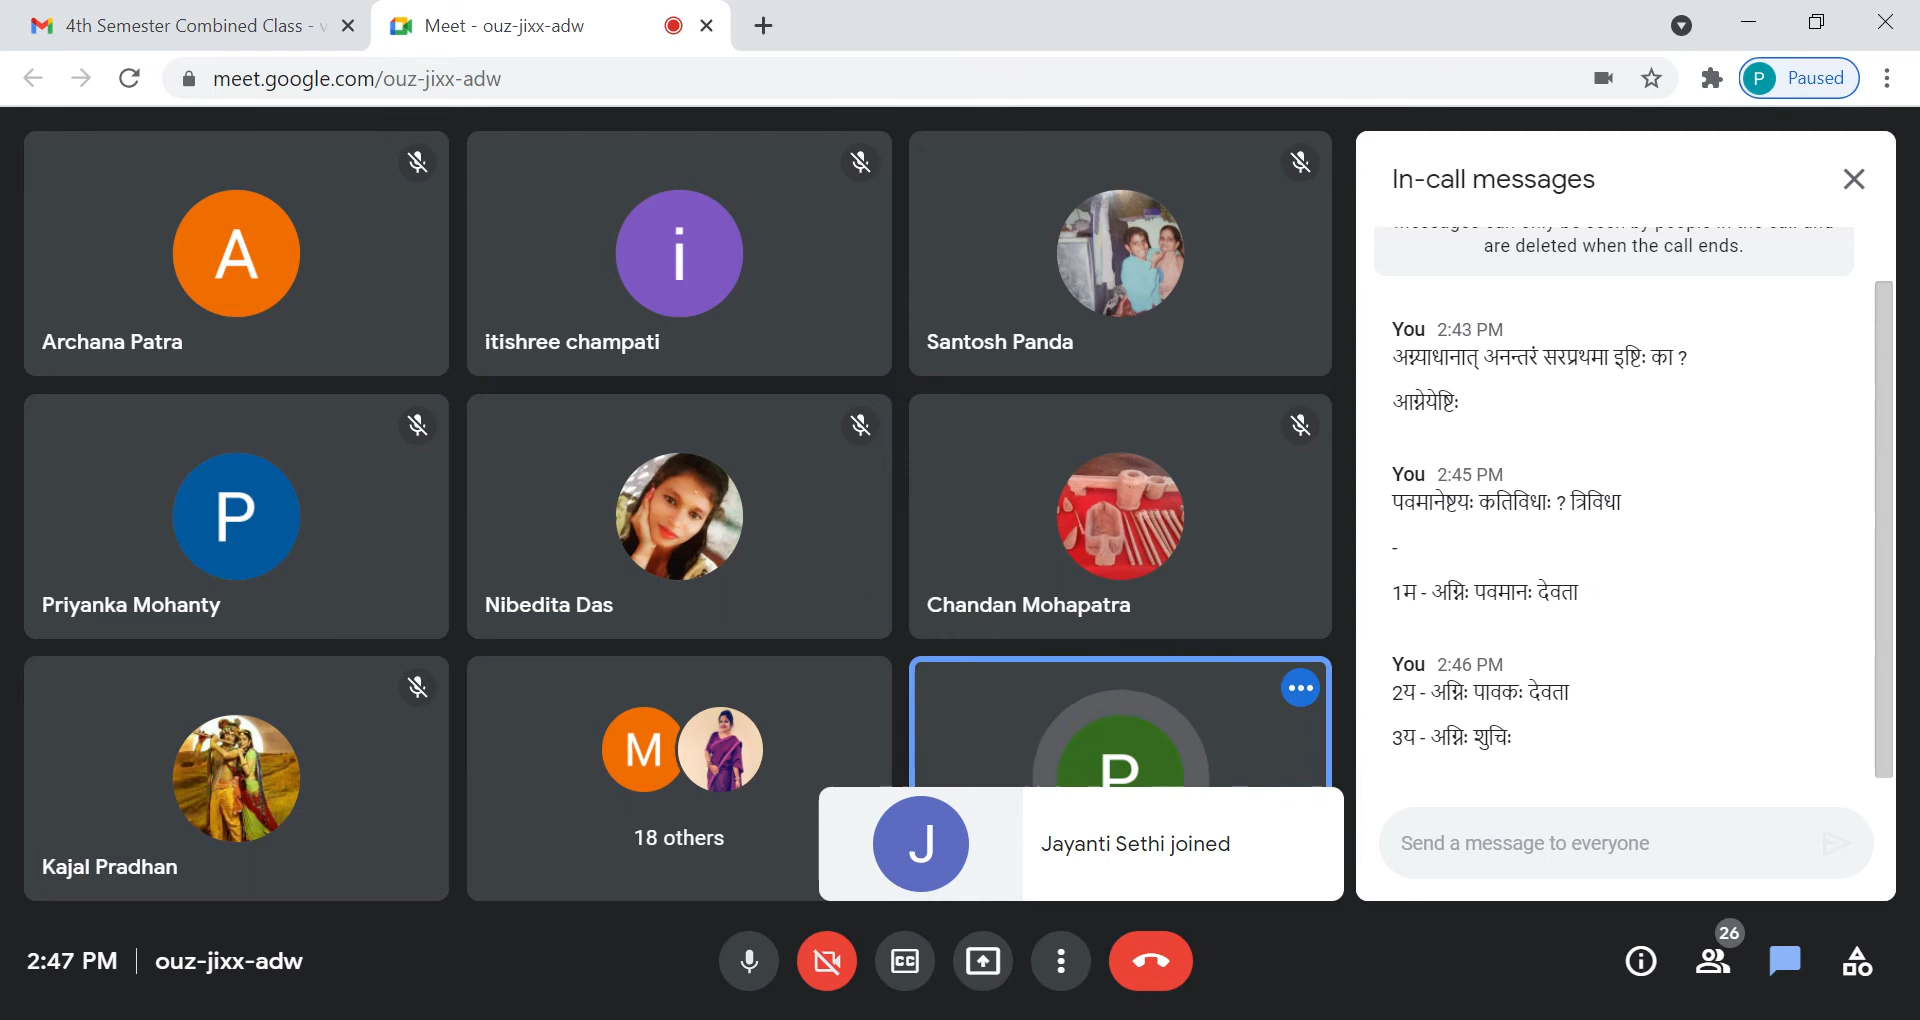 4th Semester Combined Class -
Meet - ouz-jixx-adw
meet.google.com/ouz-jixx-adw
P
Paused
A
Archana Patra
i
itishree champati
Santosh Panda
P
Priyanka Mohanty
Nibedita Das
Chandan Mohapatra
Kajal Pradhan
M
18 others
P
J
Jayanti Sethi joined
In-call messages
are deleted when the call ends.
You 2:43 PM
अग्न्याधानात् अनन्तरं सरप्रथमा इष्टिः का ?
आग्नेयेष्टिः
You 2:45 PM
पवमानेष्टयः कतिविधाः ? त्रिविधा
-
1म - अग्निः पवमानः देवता
You 2:46 PM
2य - अग्निः पावकः देवता
3य - अग्निः शुचिः
Send a message to everyone
2:47 PM | ouz-jixx-adw
CC
26